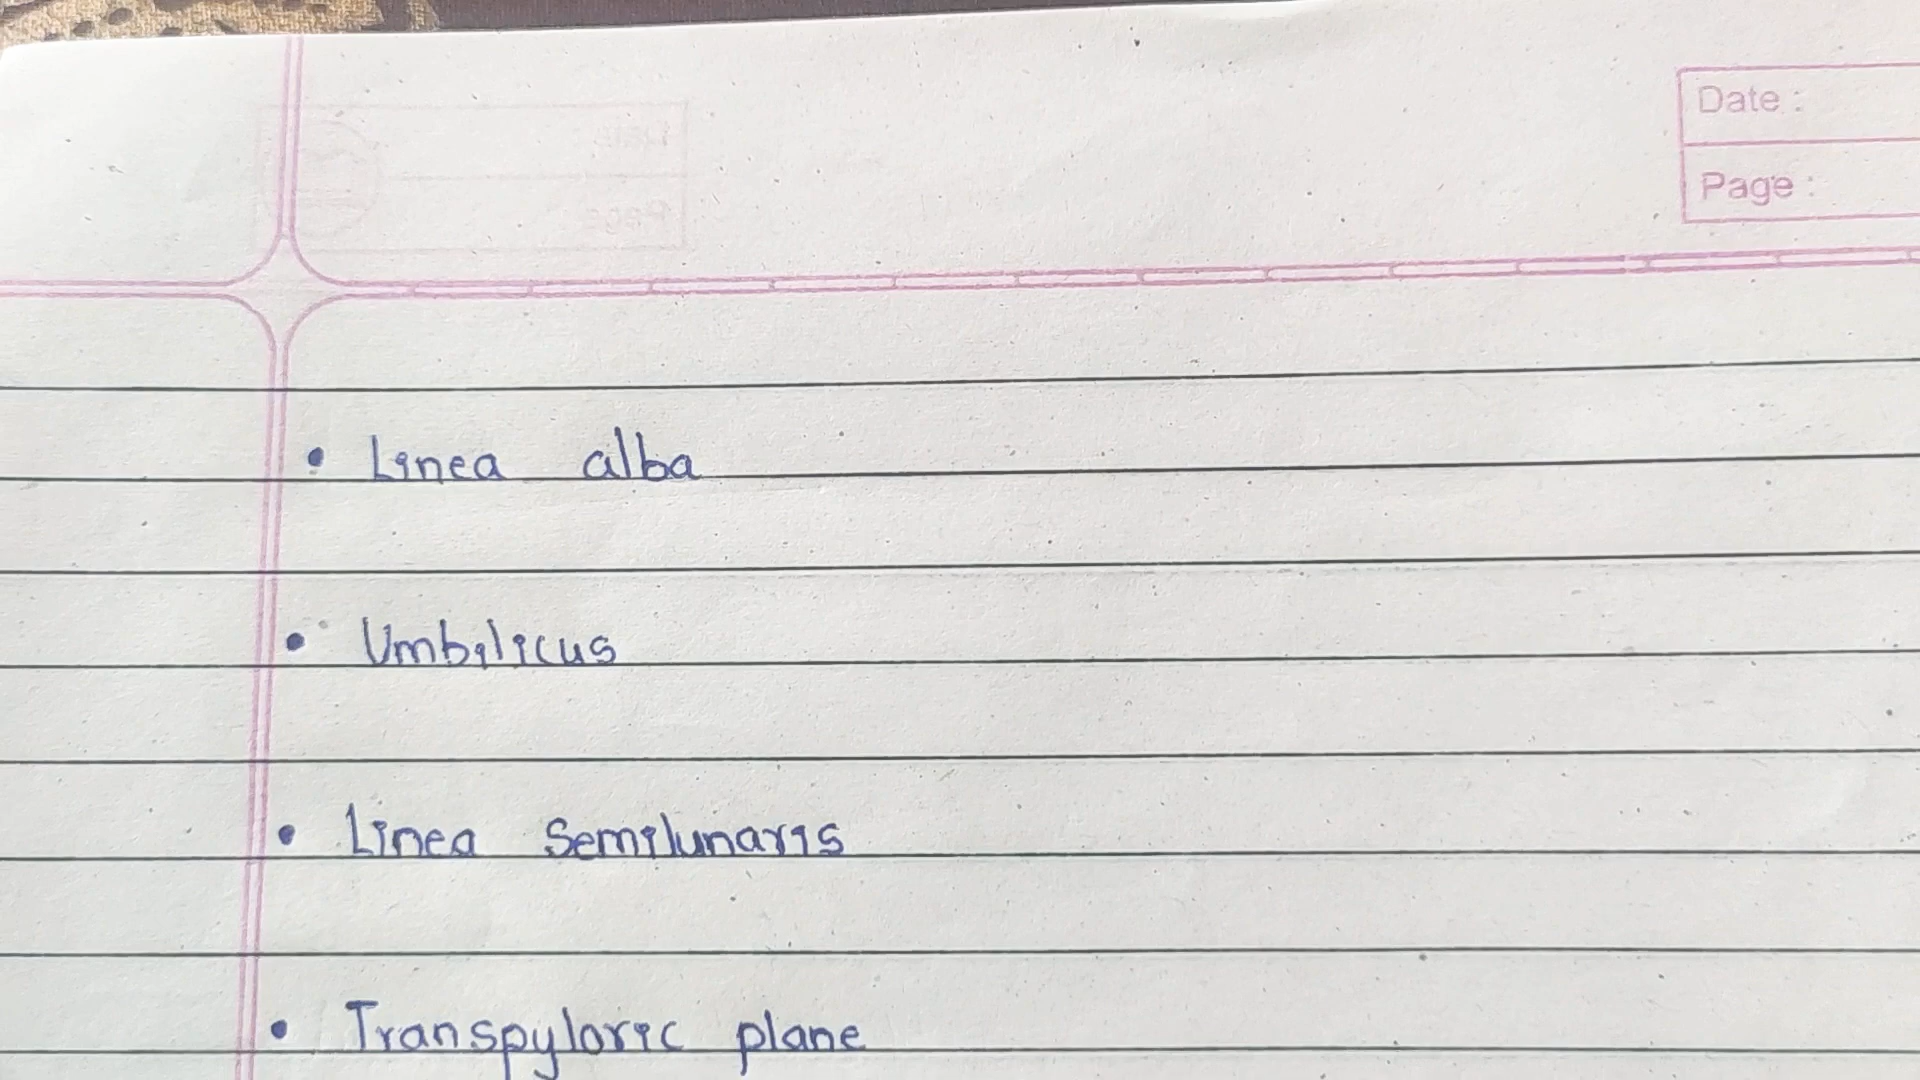 Date :
Page :
• Linea alba
• Umbilicus
• Linea Semilunaris
• Transpyloric plane